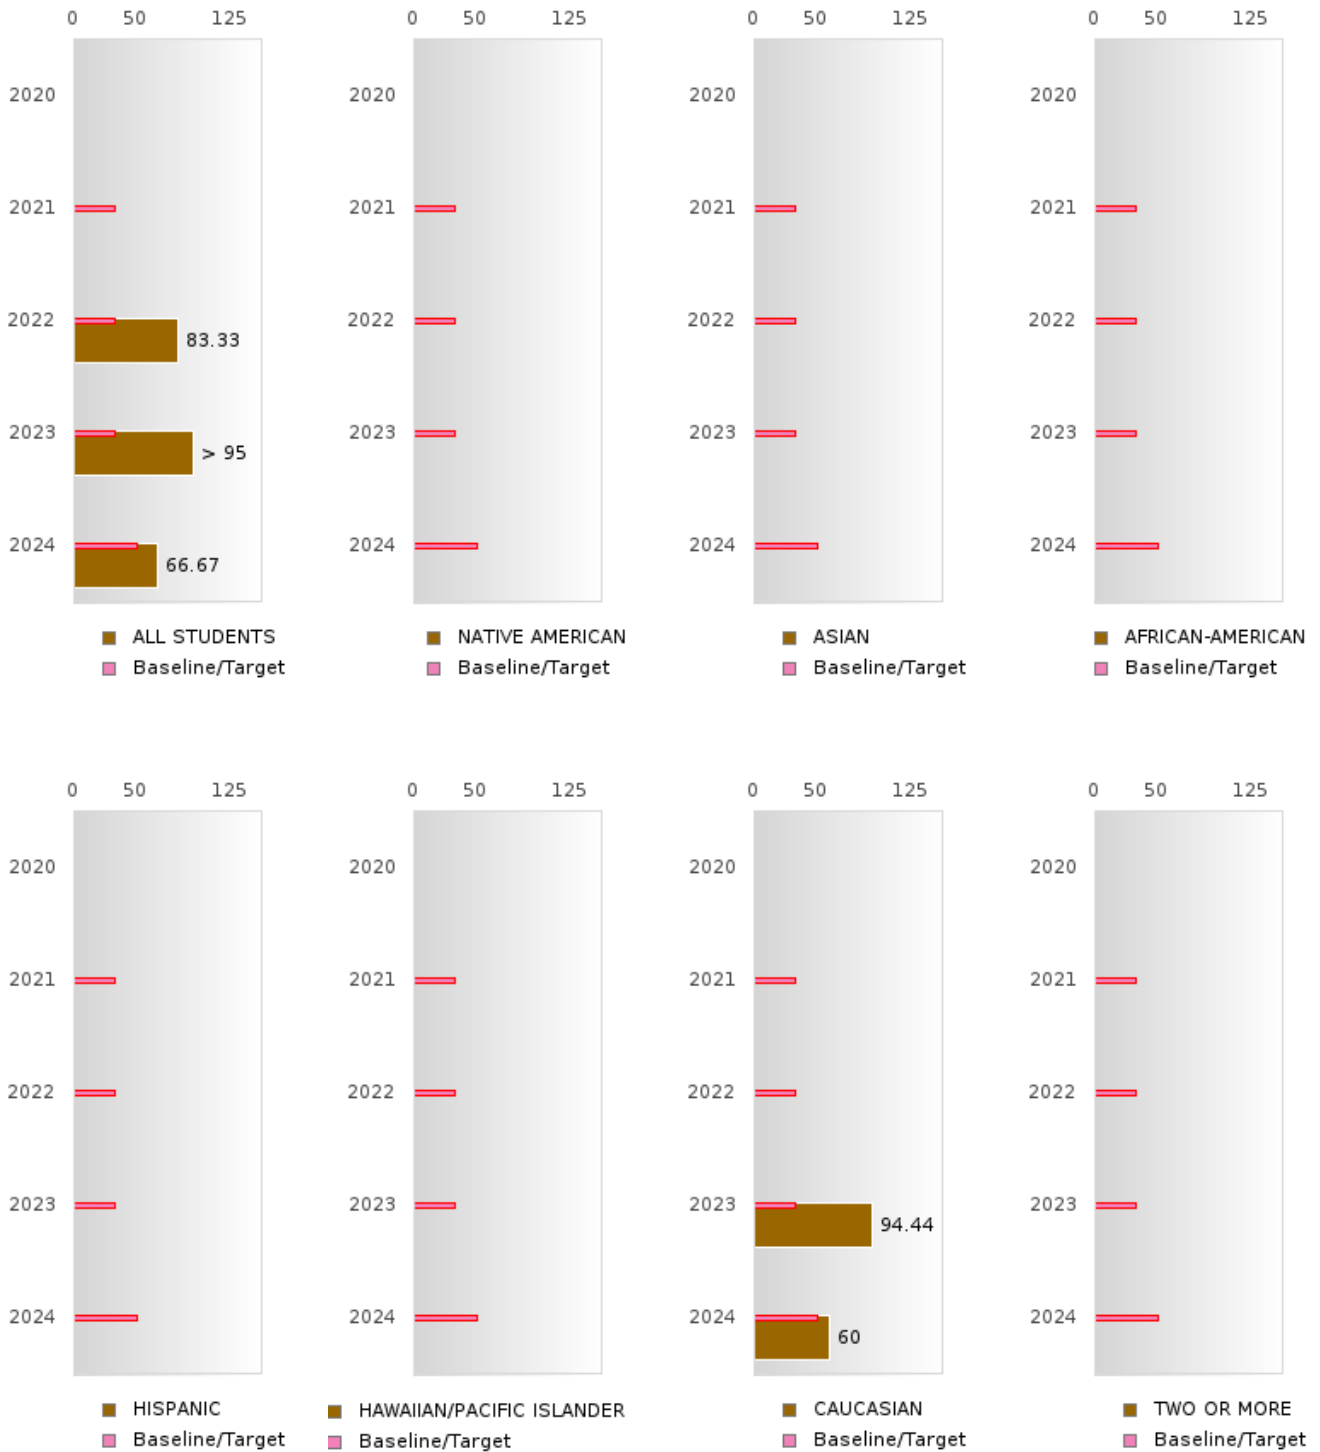 0 50 125 0 50 125 0 50 125 0 50 125
2020 2020 2020 2020
2021 2021 2021 2021
2022 83.33 2022 2022 2022
2023 > 95 2023 2023 2023
2024 66.67 2024 2024 2024
ALL STUDENTS NATIVE AMERICAN ASIAN AFRICAN-AMERICAN
Baseline/Target Baseline/Target Baseline/Target Baseline/Target
0 50 125 0 50 125 0 50 125 0 50 125
2020 2020 2020 2020
2021 2021 2021 2021
2022 2022 2022 2022
2023 2023 2023 94.44 2023
2024 2024 2024 60 2024
HISPANIC HAWAIIAN/PACIFIC ISLANDER CAUCASIAN TWO OR MORE
Baseline/Target Baseline/Target Baseline/Target Baseline/Target